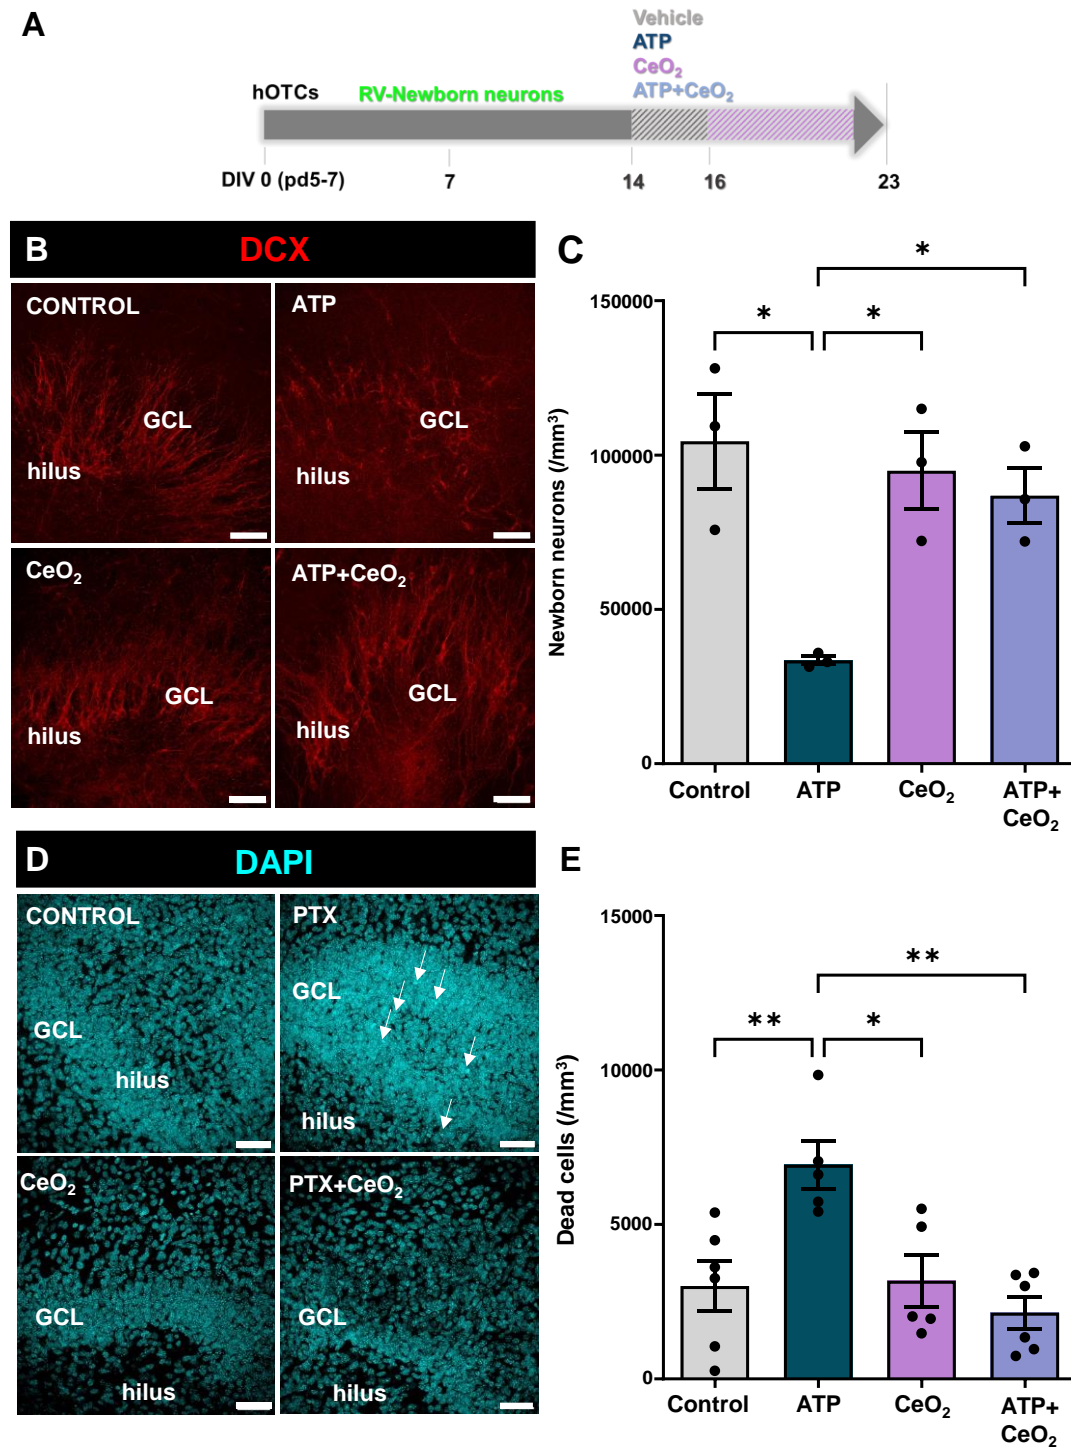 A
Vehicle
ATP
CeO₂
ATP+CeO₂
hOTCs
RV-Newborn neurons
DIV 0 (pd5-7)
7
14
16
23
B
DCX
CONTROL
GCL
hilus
ATP
GCL
hilus
CeO₂
GCL
hilus
ATP+CeO₂
GCL
hilus
C
Newborn neurons (/mm³)
150000
100000
50000
0
*
*
*
Control
ATP
CeO₂
ATP+
CeO₂
D
DAPI
CONTROL
GCL
hilus
PTX
GCL
hilus
CeO₂
GCL
hilus
PTX+CeO₂
GCL
hilus
E
Dead cells (/mm³)
15000
10000
5000
0
**
**
*
Control
ATP
CeO₂
ATP+
CeO₂